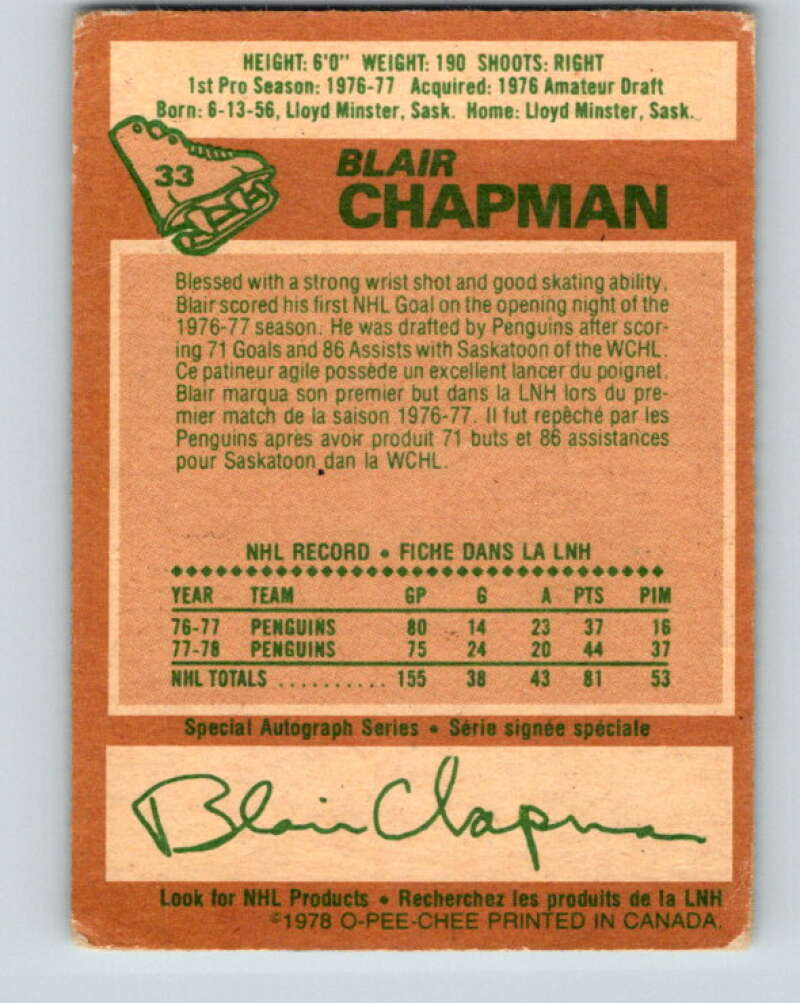 HEIGHT: 6'0" WEIGHT: 190 SHOOTS: RIGHT
1st Pro Season: 1976-77 Acquired: 1976 Amateur Draft
Born: 6-13-56, Lloyd Minster, Sask. Home: Lloyd Minster, Sask.
33
BLAIR
CHAPMAN
Blessed with a strong wrist shot and good skating ability,
Blair scored his first NHL Goal on the opening night of the
1976-77 season. He was drafted by Penguins after scor-
ing 71 Goals and 86 Assists with Saskatoon of the WCHL.
Ce patineur agile possède un excellent lancer du poignet.
Blair marqua son premier but dans la LNH lors du pre-
mier match de la saison 1976-77. Il fut repêché par les
Penguins après avoir produit 71 buts et 86 assistances
pour Saskatoon dan la WCHL.
NHL RECORD • FICHE DANS LA LNH
YEAR TEAM GP G A PTS PIM
76-77 PENGUINS 80 14 23 37 16
77-78 PENGUINS 75 24 20 44 37
NHL TOTALS .......... 155 38 43 81 53
Special Autograph Series • Série signée spéciale
Blair Chapman
Look for NHL Products • Recherchez les produits de la LNH
©1978 O-PEE-CHEE PRINTED IN CANADA.